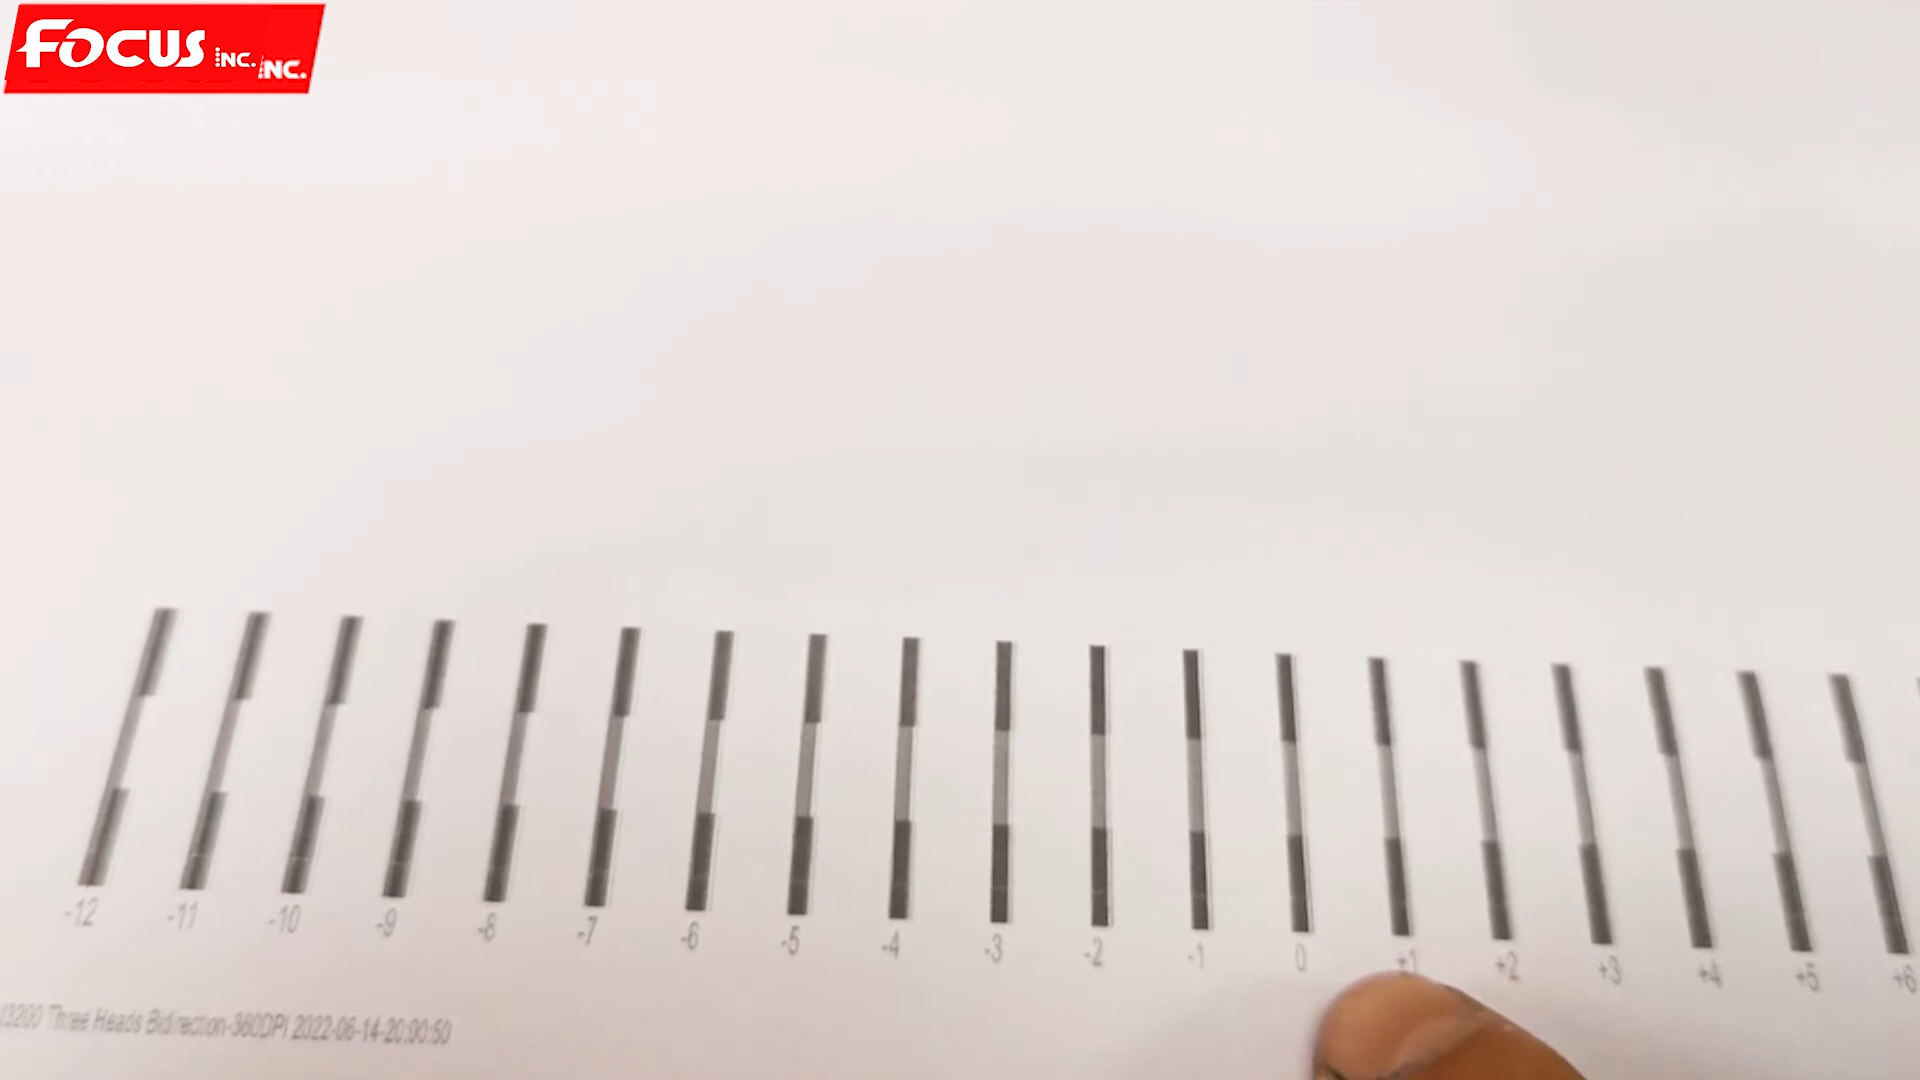 FOCUS INC. INC.
-12 -11 -10 -9 -8 -7 -6 -5 -4 -3 -2 -1 0 +1 +2 +3 +4 +5 +6
Three Heads Bidirection-360DPI 2022-06-14-20:00:50